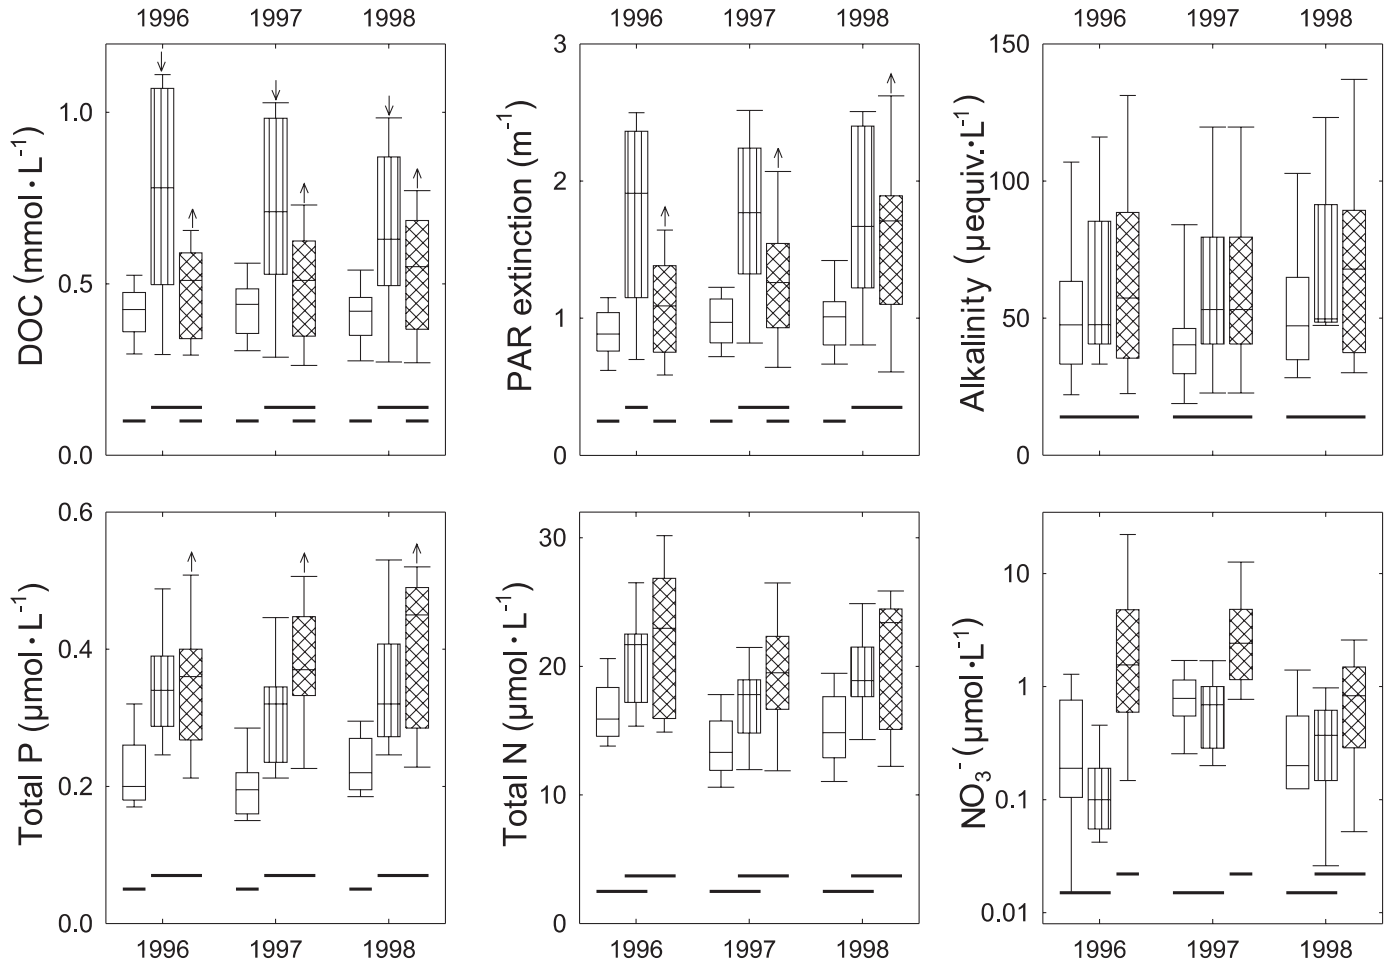 1996 1997 1998
1996 1997 1998
1996 1997 1998
DOC (mmol·L⁻¹)
1.0
0.5
0.0
PAR extinction (m⁻¹)
3
2
1
0
Alkalinity (µequiv.·L⁻¹)
150
100
50
0
Total P (µmol·L⁻¹)
0.6
0.4
0.2
0.0
1996 1997 1998
Total N (µmol·L⁻¹)
30
20
10
0
1996 1997 1998
NO₃⁻ (µmol·L⁻¹)
10
1
0.1
0.01
1996 1997 1998